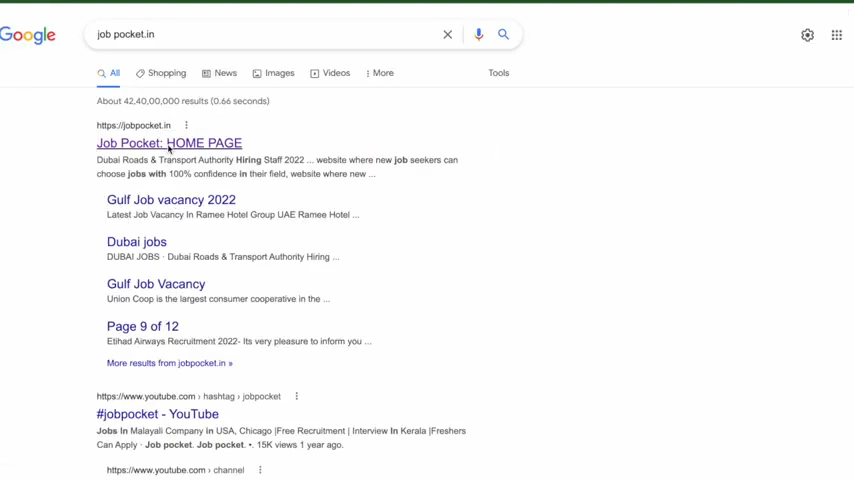 Google
job pocket.in
All
Shopping
News
Images
Videos
More
Tools
About 42,40,00,000 results (0.66 seconds)
https://jobpocket.in
Job Pocket: HOME PAGE
Dubai Roads & Transport Authority Hiring Staff 2022 ... website where new job seekers can
choose jobs with 100% confidence in their field, website where new ...
Gulf Job vacancy 2022
Latest Job Vacancy In Ramee Hotel Group UAE Ramee Hotel ...
Dubai jobs
DUBAI JOBS · Dubai Roads & Transport Authority Hiring ...
Gulf Job Vacancy
Union Coop is the largest consumer cooperative in the ...
Page 9 of 12
Etihad Airways Recruitment 2022- Its very pleasure to inform you ...
More results from jobpocket.in »
https://www.youtube.com › hashtag › jobpocket
#jobpocket - YouTube
Jobs In Malayali Company in USA, Chicago |Free Recruitment | Interview In Kerala |Freshers
Can Apply · Job pocket. Job pocket. •. 15K views 1 year ago.
https://www.youtube.com › channel